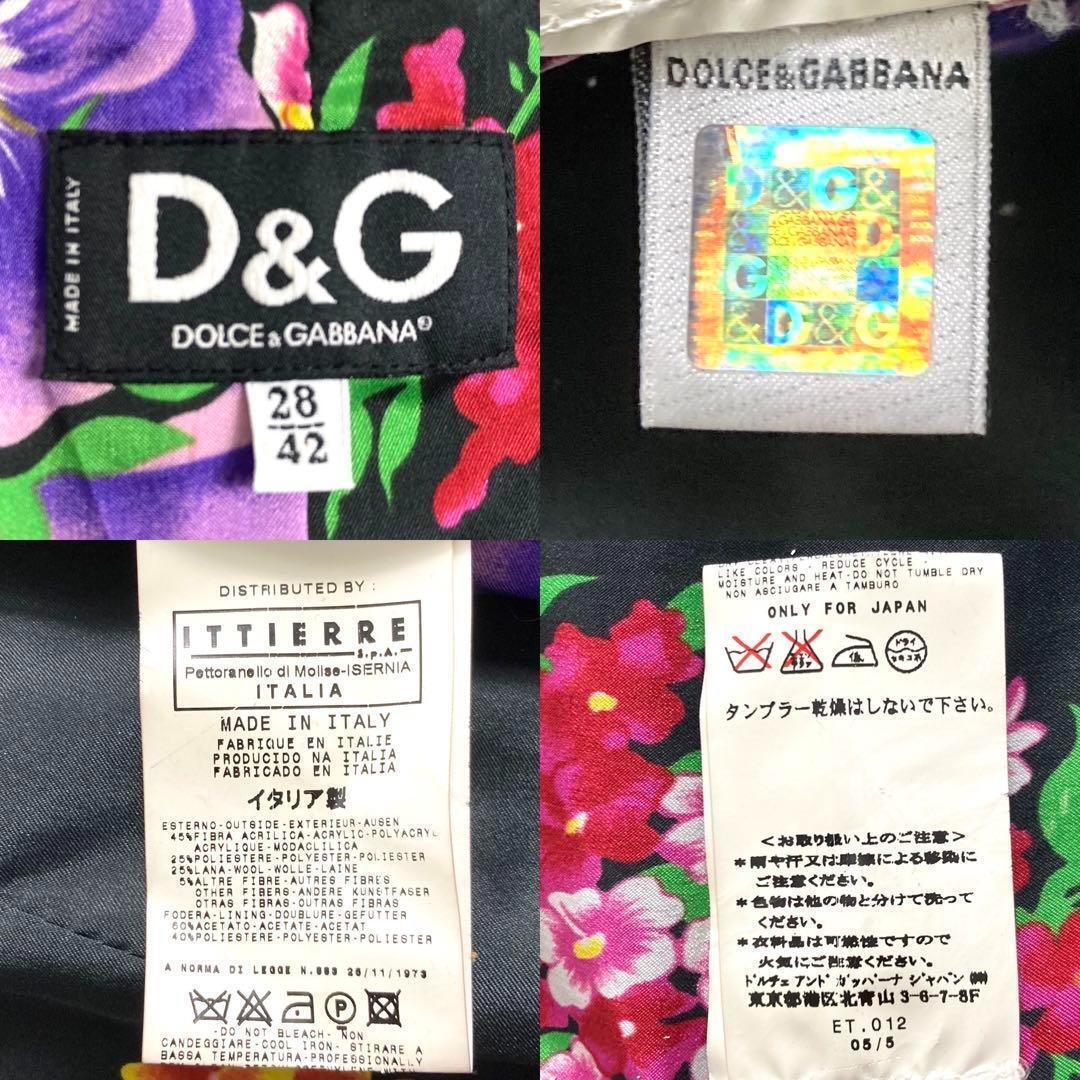 MADE IN ITALY
D&G
DOLCE & GABBANA®
28
42
DOLCE&GABBANA
D&G&
& D
G
&D&G
DISTRIBUTED BY:
ITTIERRE
S.p.A.
Pettoranello di Molise-ISERNIA
ITALIA
MADE IN ITALY
FABRIQUE EN ITALIE
PRODUCIDO NA ITALIA
FABRICADO EN ITALIA
イタリア製
ESTERNO-OUTSIDE-EXTERIEUR-AUSEN
45%FIBRA ACRILICA-ACRYLIC-POLYACRYL
ACRYLIQUE-MODACLILICA
25%POLIESTERE-POLYESTER-POLIESTER
25%LANA-WOOL-WOLLE-LAINE
5%ALTRE FIBRE-AUTRES FIBRES
OTHER FIBERS-ANDERE KUNSTFASER
OTRAS FIBRAS-OUTRAS FIBRAS
FODERA-LINING-DOUBLURE-GEFUTTER
60%ACETATO-ACETATE-ACETAT
40%POLIESTERE-POLYESTER-POLIESTER
A NORMA DI LEGGE N.883 26/11/1973
P
-DO NOT BLEACH- NON
CANDEGGIARE-COOL IRON- STIRARE A
BASSA TEMPERATURA-
LIKE COLORS - REDUCE CYCLE -
MOISTURE AND HEAT-DO NOT TUMBLE DRY
NON ASCIUGARE A TAMBURO
ONLY FOR JAPAN
低 ドライ
タンブラー乾燥はしないで下さい。
<お取り扱い上のご注意>
*雨や汗又は摩擦による移染に
ご注意ください。
*色物は他の物と分けて洗って
ください。
*衣料品は可燃性ですので
火気にご注意ください。
ドルチェ アンド ガッバーナ ジャパン(株)
東京都港区北青山 3-6-7-8F
ET.012
05/5